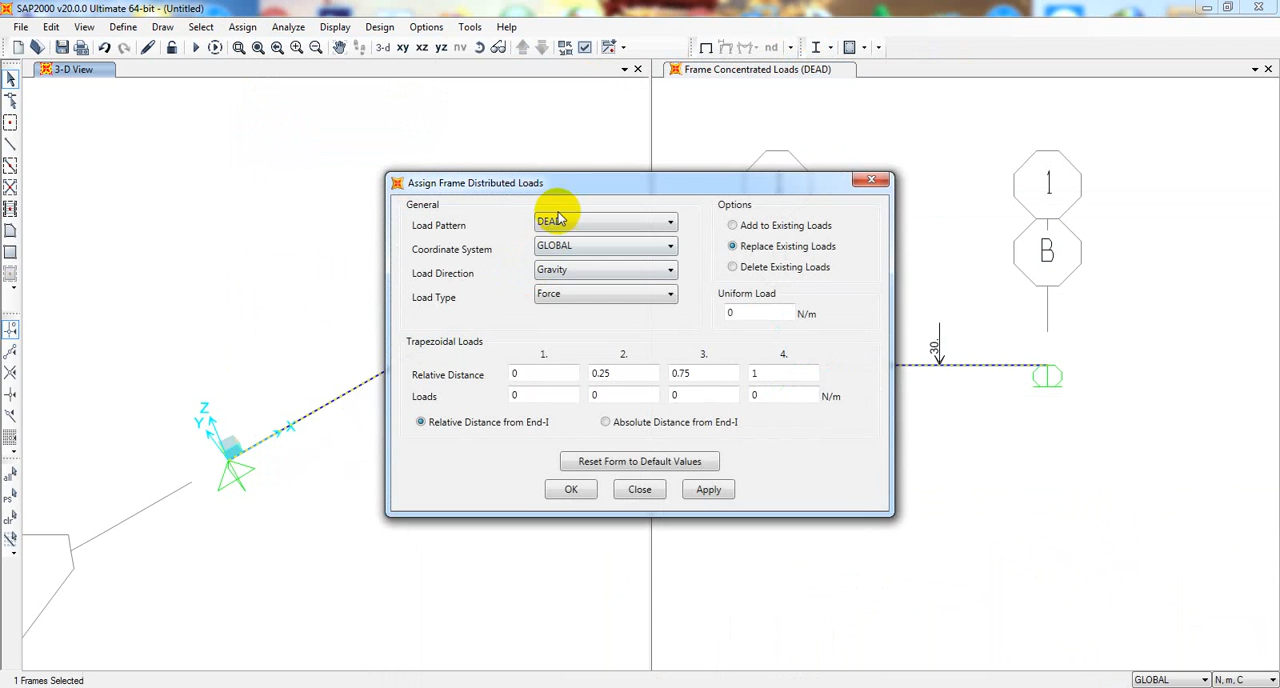 SAP2000 v20.0.0 Ultimate 64-bit - (Untitled)
File Edit View Define Draw Select Assign Analyze Display Design Options Tools Help
3-d xy xz yz nv nd
3-D View
Frame Concentrated Loads (DEAD)
Assign Frame Distributed Loads
General
Load Pattern DEAD
Coordinate System GLOBAL
Load Direction Gravity
Load Type Force
Options
Add to Existing Loads
Replace Existing Loads
Delete Existing Loads
Uniform Load
0 N/m
Trapezoidal Loads
1. 2. 3. 4.
Relative Distance 0 0.25 0.75 1
Loads 0 0 0 0 N/m
Relative Distance from End-I Absolute Distance from End-I
Reset Form to Default Values
OK Close Apply
1
B
30.
Z
Y
X
all
PS
clr
1 Frames Selected
GLOBAL
N, m, C